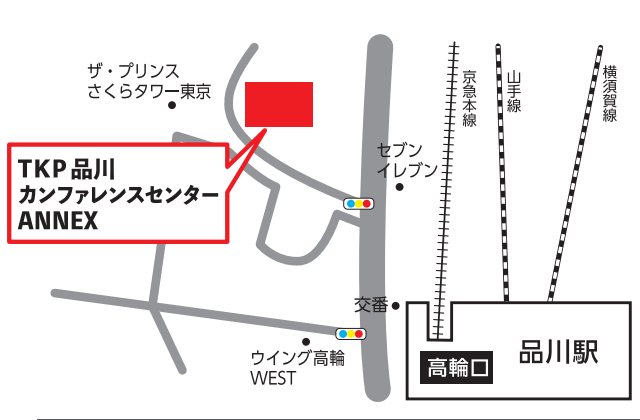 ザ・プリンス
さくらタワー東京
TKP品川
カンファレンスセンター
ANNEX
セブン
イレブン
京急本線
山手線
横須賀線
交番
ウイング高輪
WEST
高輪口
品川駅